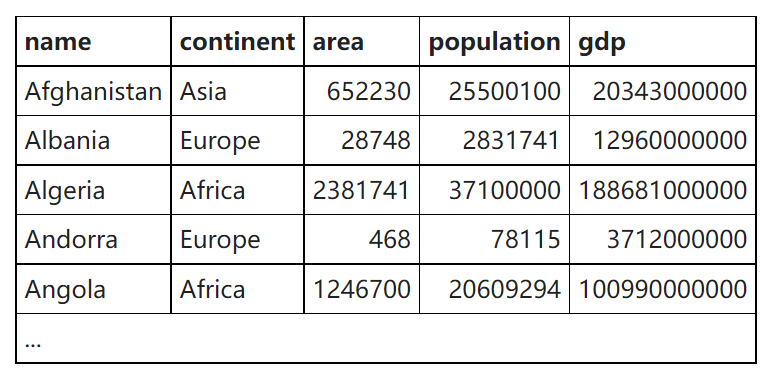 name continent area population gdp
Afghanistan Asia 652230 25500100 20343000000
Albania Europe 28748 2831741 12960000000
Algeria Africa 2381741 37100000 188681000000
Andorra Europe 468 78115 3712000000
Angola Africa 1246700 20609294 100990000000
...